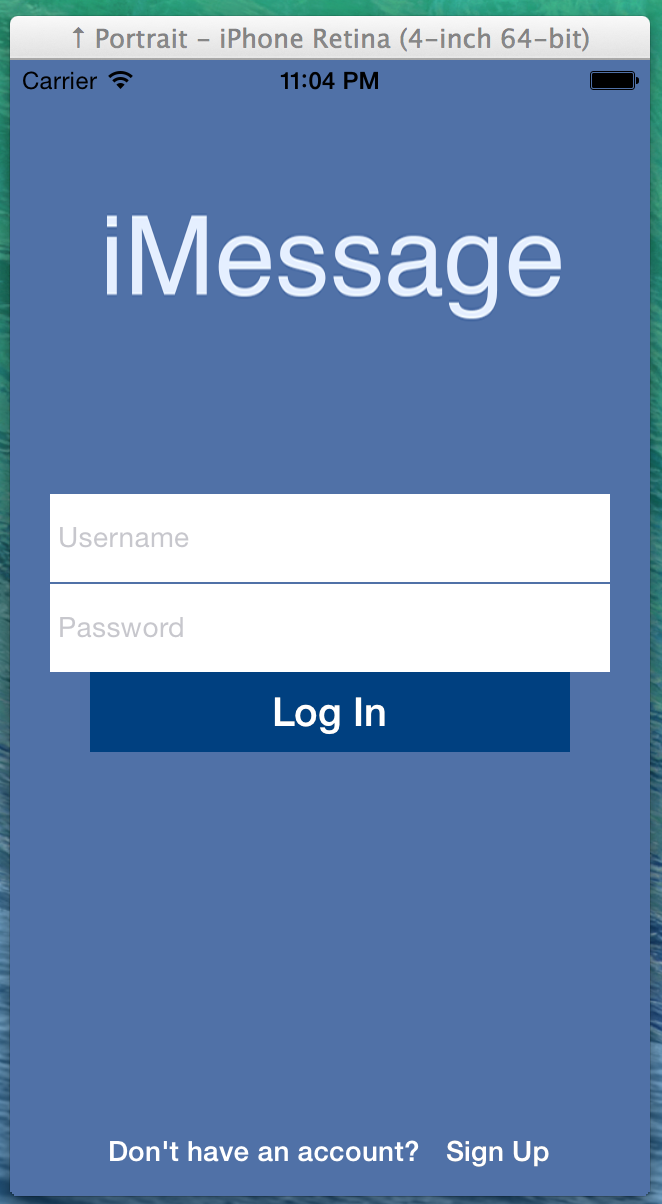 ↑ Portrait – iPhone Retina (4-inch 64-bit)
Carrier 11:04 PM
iMessage
Username
Password
Log In
Don't have an account? Sign Up